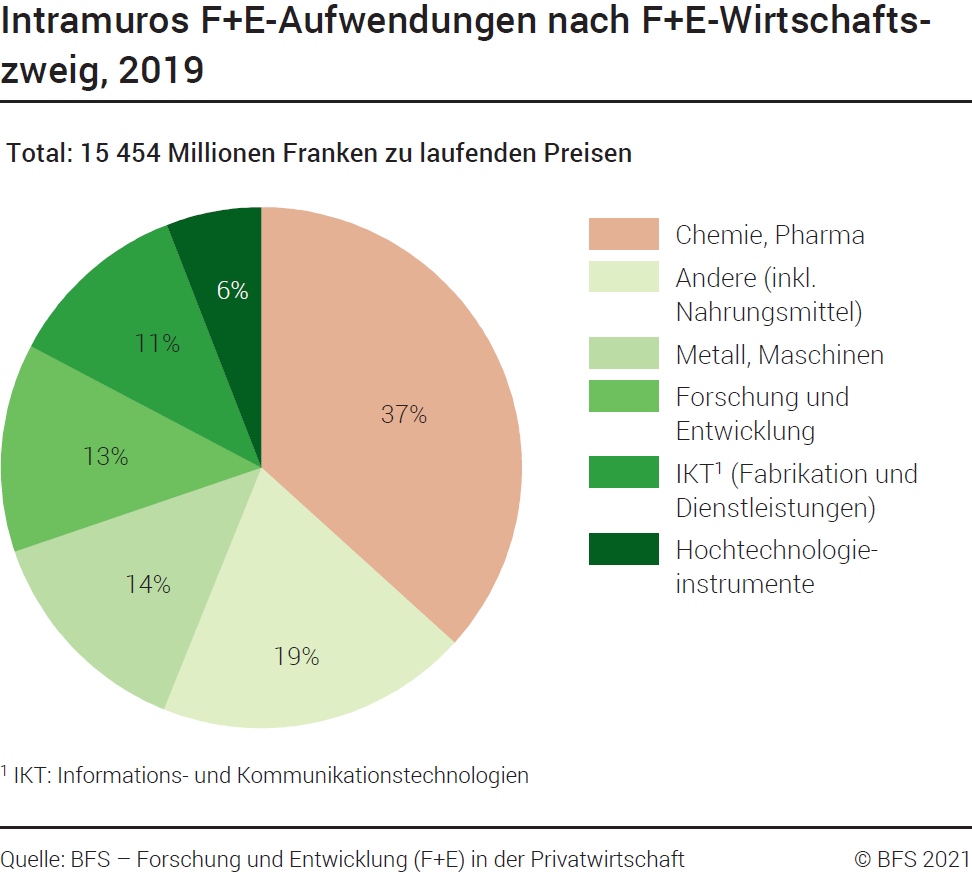 Intramuros F+E-Aufwendungen nach F+E-Wirtschafts-
zweig, 2019
Total: 15 454 Millionen Franken zu laufenden Preisen
6%
11%
37%
13%
14%
19%
Chemie, Pharma
Andere (inkl.
Nahrungsmittel)
Metall, Maschinen
Forschung und
Entwicklung
IKT¹ (Fabrikation und
Dienstleistungen)
Hochtechnologie-
instrumente
¹ IKT: Informations- und Kommunikationstechnologien
Quelle: BFS – Forschung und Entwicklung (F+E) in der Privatwirtschaft
© BFS 2021